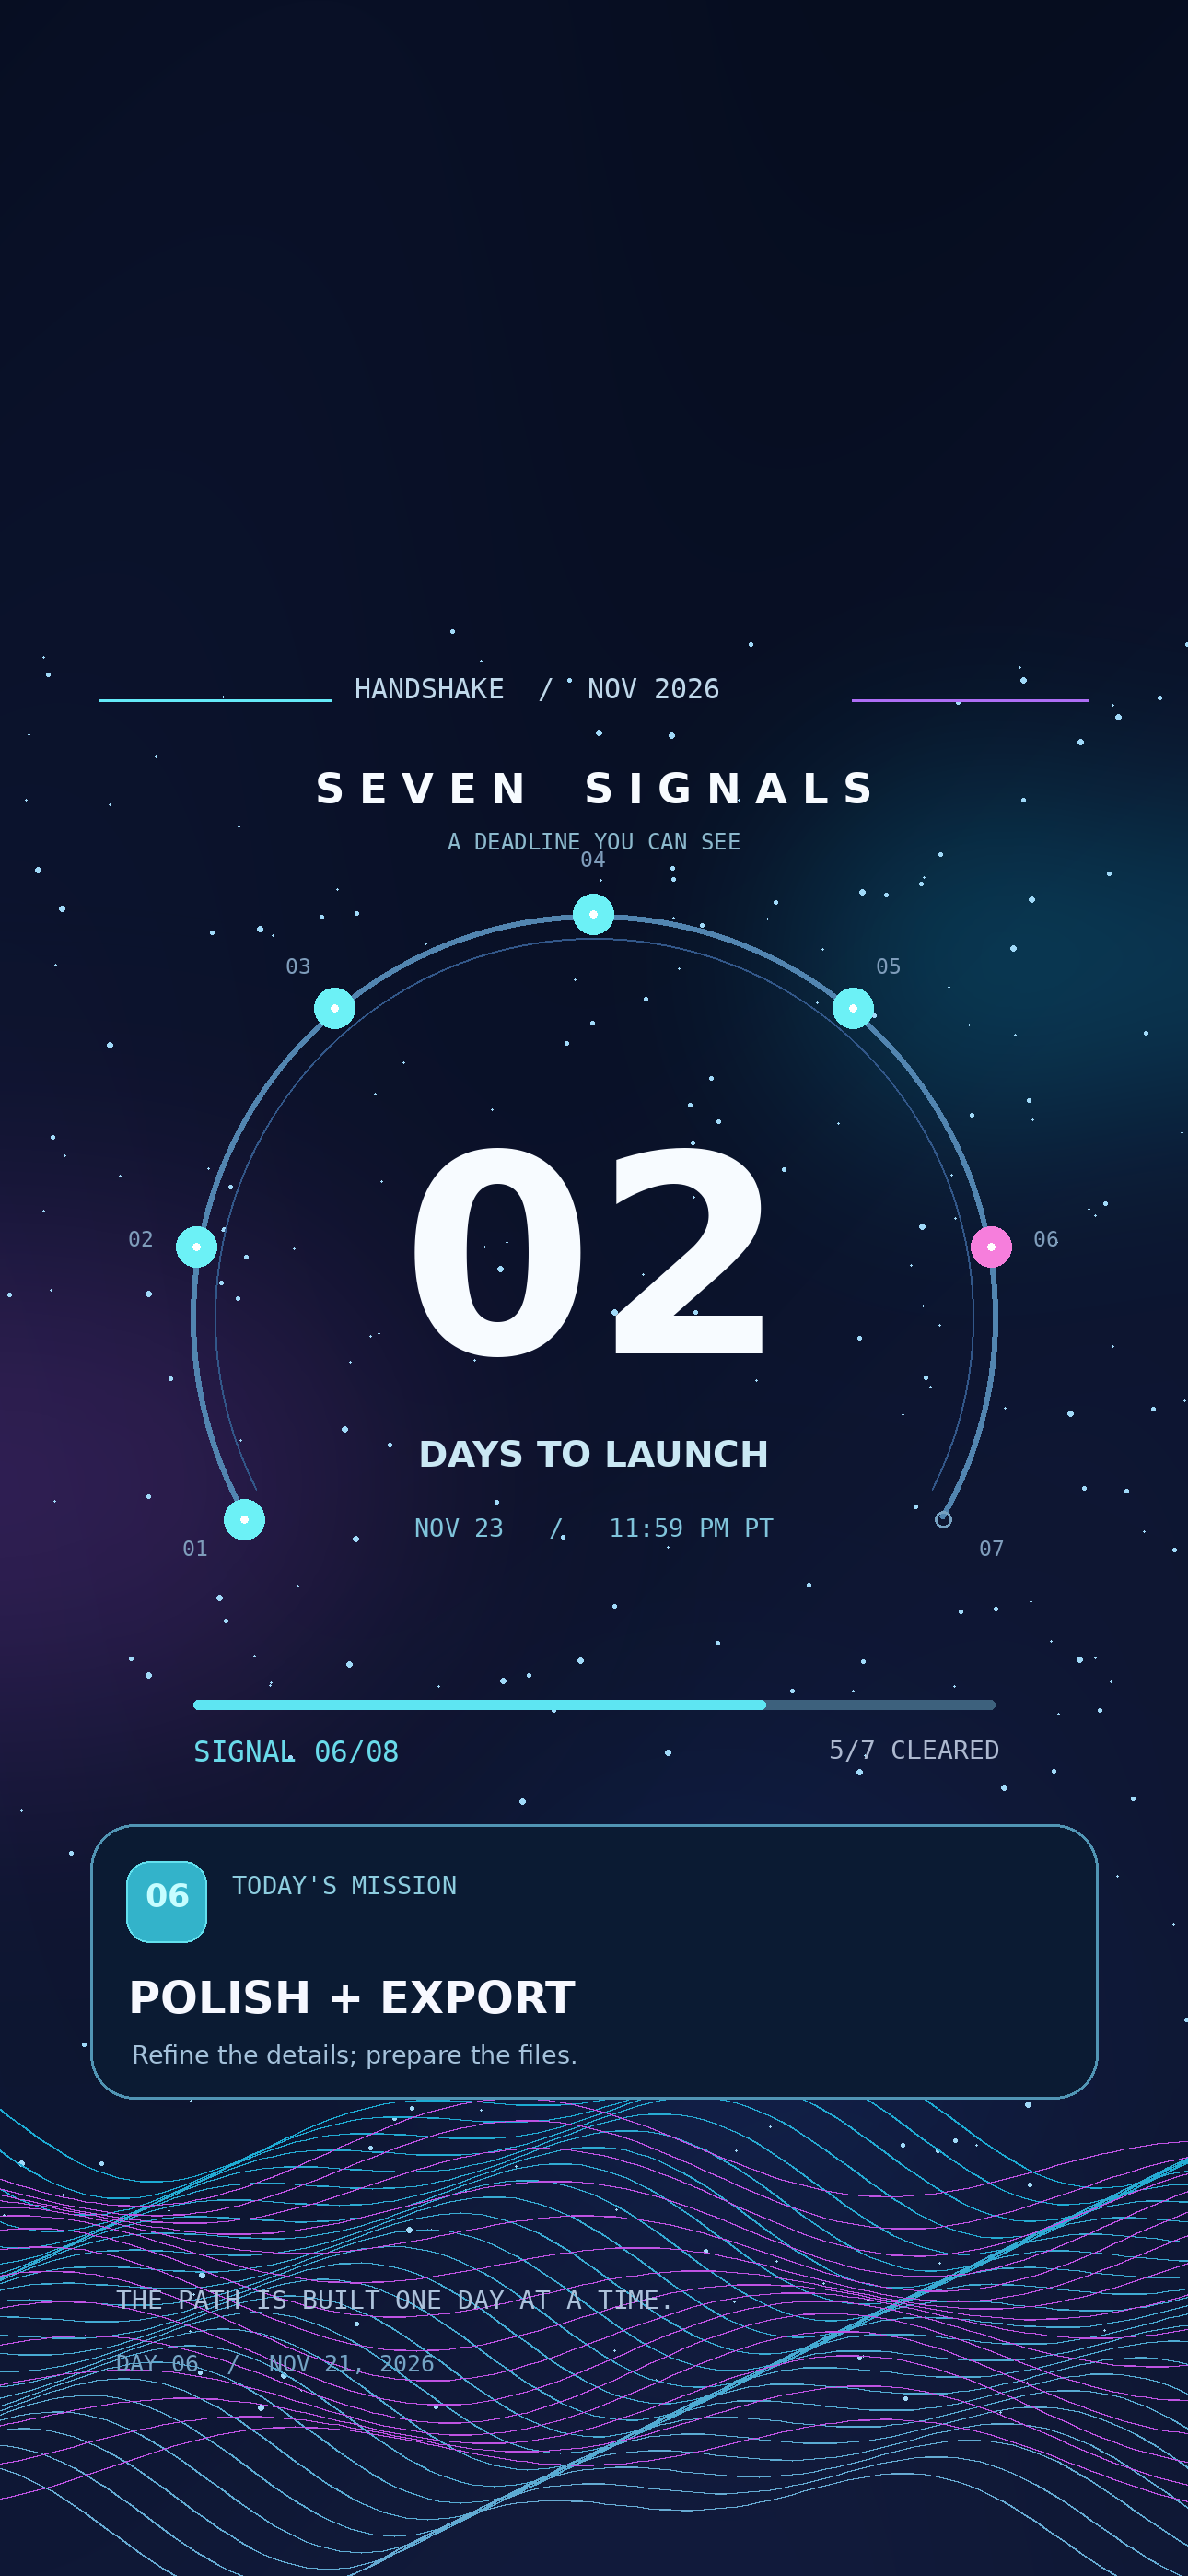 HANDSHAKE / NOV 2026
SEVEN SIGNALS
A DEADLINE YOU CAN SEE
04
03
05
02
06
02
DAYS TO LAUNCH
NOV 23 / 11:59 PM PT
01
07
SIGNAL 06/08
5/7 CLEARED
06
TODAY'S MISSION
POLISH + EXPORT
Refine the details; prepare the files.
THE PATH IS BUILT ONE DAY AT A TIME.
DAY 06 / NOV 21, 2026